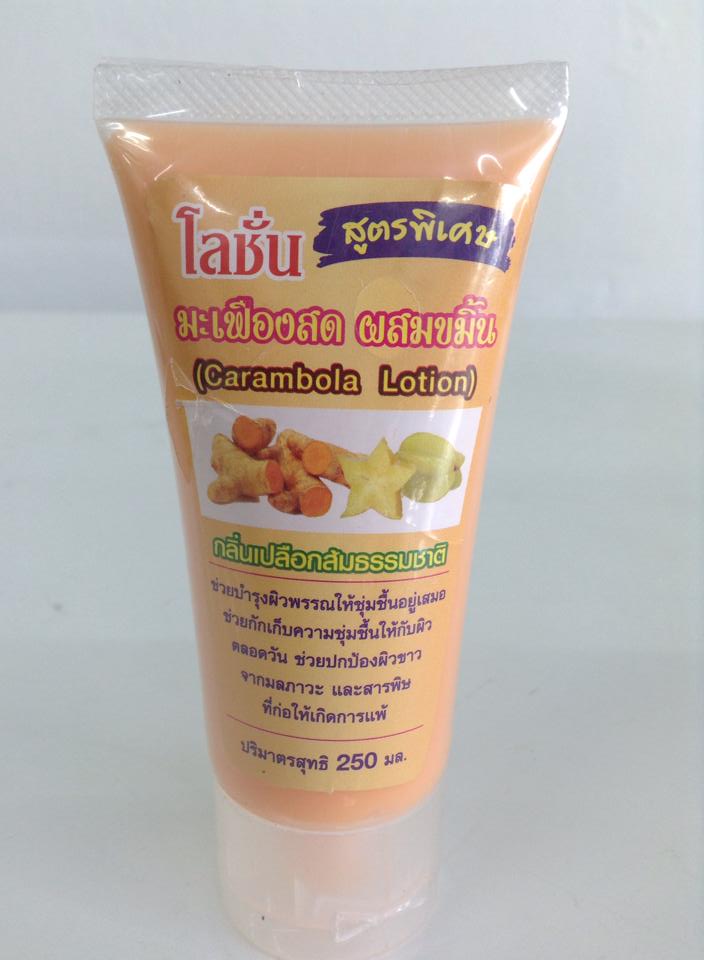 โลชั่น สูตรพิเศษ
มะเฟืองสด ผสมขมิ้น
(Carambola Lotion)
กลิ่นเปลือกส้มธรรมชาติ
ช่วยบำรุงผิวพรรณให้ชุ่มชื้นอยู่เสมอ
ช่วยกักเก็บความชุ่มชื้นให้กับผิว
ตลอดวัน ช่วยปกป้องผิวขาว
จากมลภาวะ และสารพิษ
ที่ก่อให้เกิดการแพ้
ปริมาตรสุทธิ 250 มล.